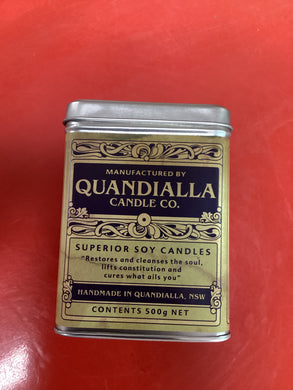 MANUFACTURED BY
QUANDIALLA
CANDLE CO.
SUPERIOR SOY CANDLES
"Restores and cleanses the soul,
lifts constitution and
cures what ails you"
HANDMADE IN QUANDIALLA, NSW
CONTENTS 500g NET